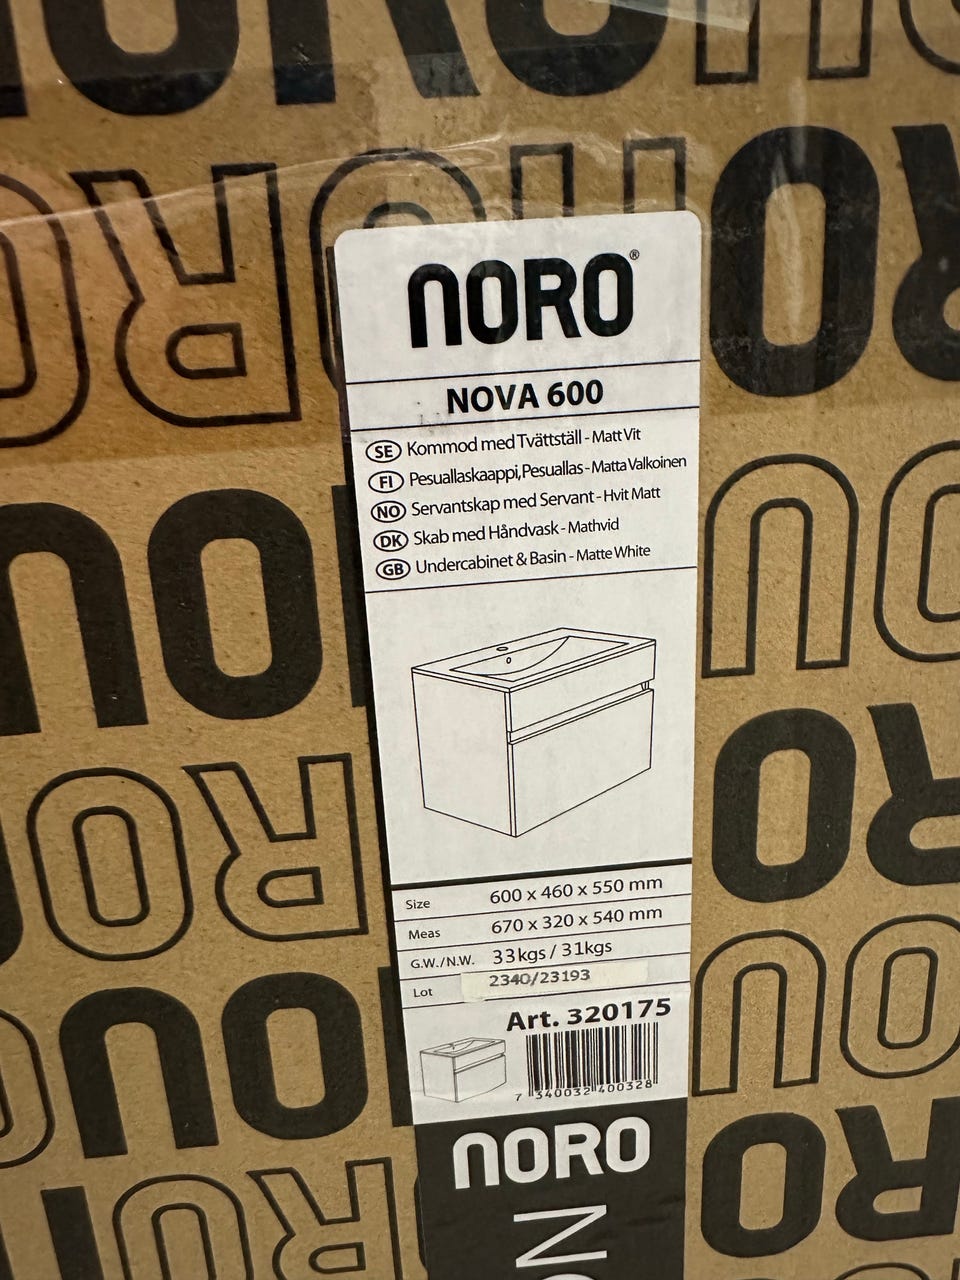 NORO®
NOVA 600
SE Kommod med Tvättställ - Matt Vit
FI Pesuallaskaappi, Pesuallas - Matta Valkoinen
NO Servantskap med Servant - Hvit Matt
DK Skab med Håndvask - Mathvid
GB Undercabinet & Basin - Matte White
Size 600 x 460 x 550 mm
Meas 670 x 320 x 540 mm
G.W./N.W. 33kgs / 31kgs
Lot 2340/23193
Art. 320175
7 340032 400328
NORO